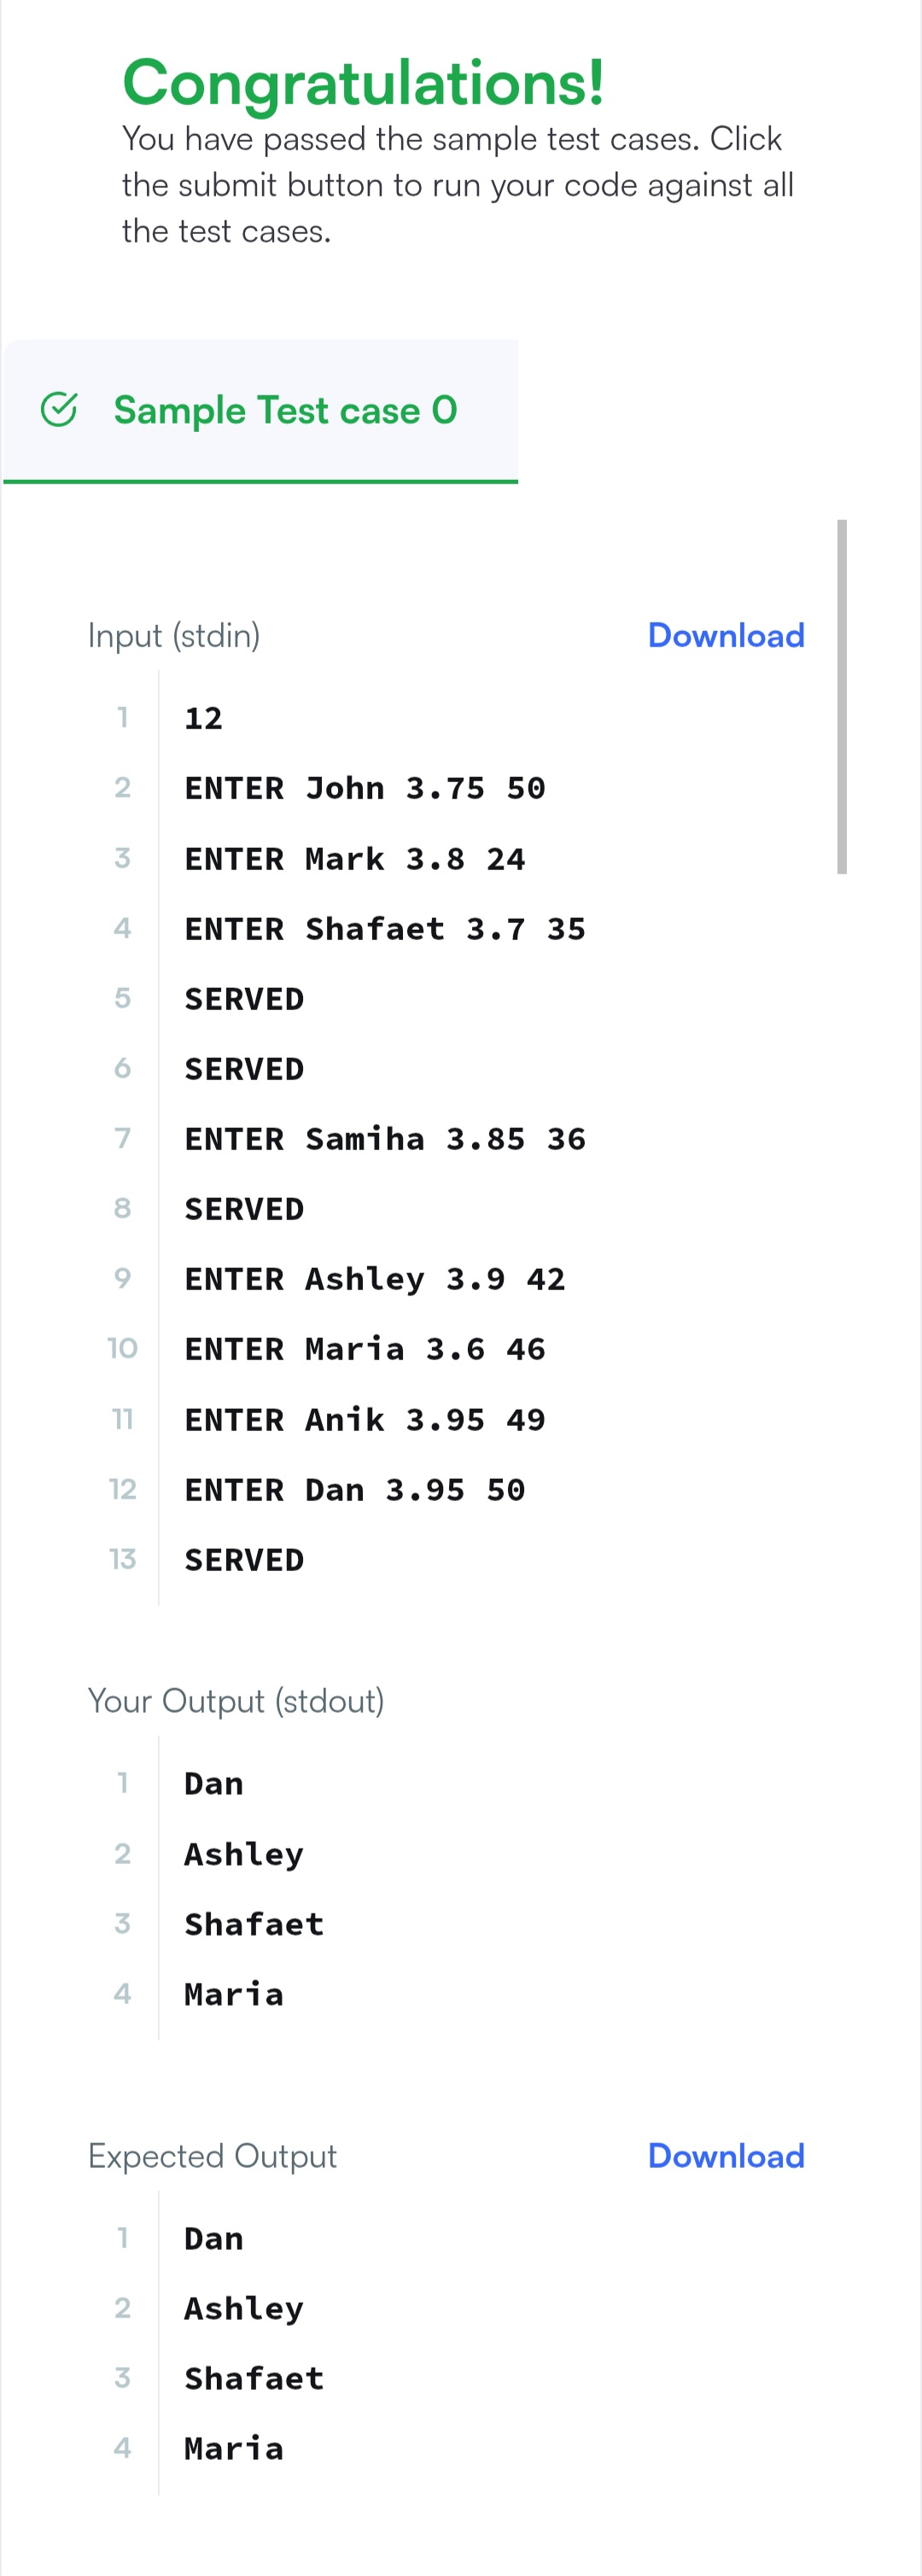 Congratulations!
You have passed the sample test cases. Click
the submit button to run your code against all
the test cases.
Sample Test case 0
Input (stdin) Download
1 12
2 ENTER John 3.75 50
3 ENTER Mark 3.8 24
4 ENTER Shafaet 3.7 35
5 SERVED
6 SERVED
7 ENTER Samiha 3.85 36
8 SERVED
9 ENTER Ashley 3.9 42
10 ENTER Maria 3.6 46
11 ENTER Anik 3.95 49
12 ENTER Dan 3.95 50
13 SERVED
Your Output (stdout)
1 Dan
2 Ashley
3 Shafaet
4 Maria
Expected Output Download
1 Dan
2 Ashley
3 Shafaet
4 Maria